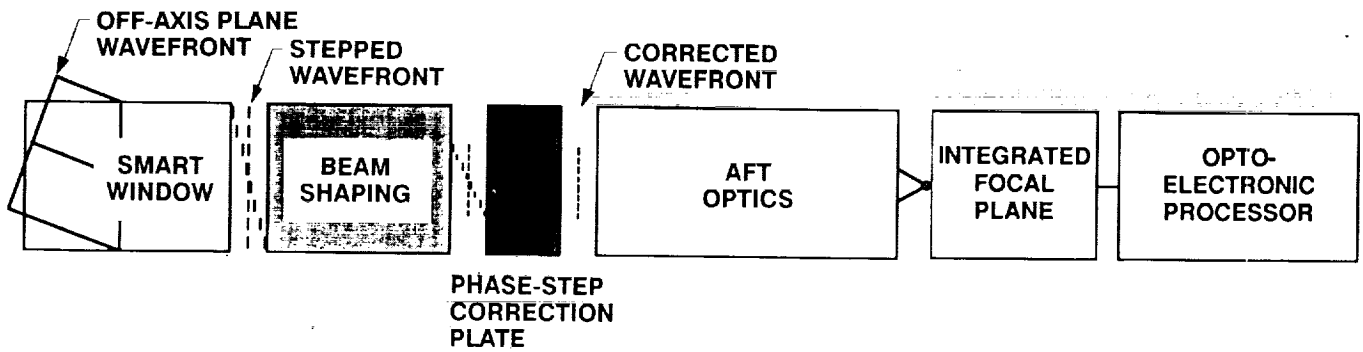 OFF-AXIS PLANE
WAVEFRONT
STEPPED
WAVEFRONT
CORRECTED
WAVEFRONT
SMART
WINDOW
BEAM
SHAPING
AFT
OPTICS
INTEGRATED
FOCAL
PLANE
OPTO-
ELECTRONIC
PROCESSOR
PHASE-STEP
CORRECTION
PLATE